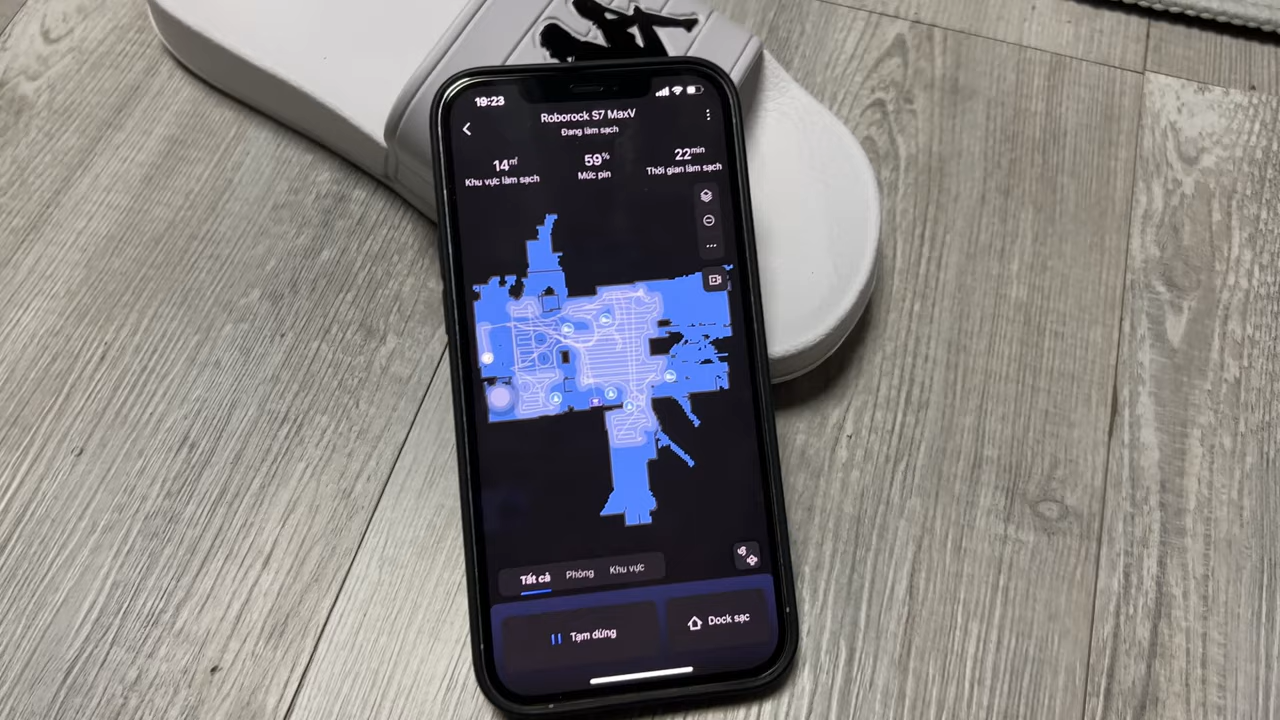 19:23
Roborock S7 MaxV
Đang làm sạch
14㎡
Khu vực làm sạch
59%
Mức pin
22min
Thời gian làm sạch
Tất cả
Phòng
Khu vực
Tạm dừng
Dock sạc